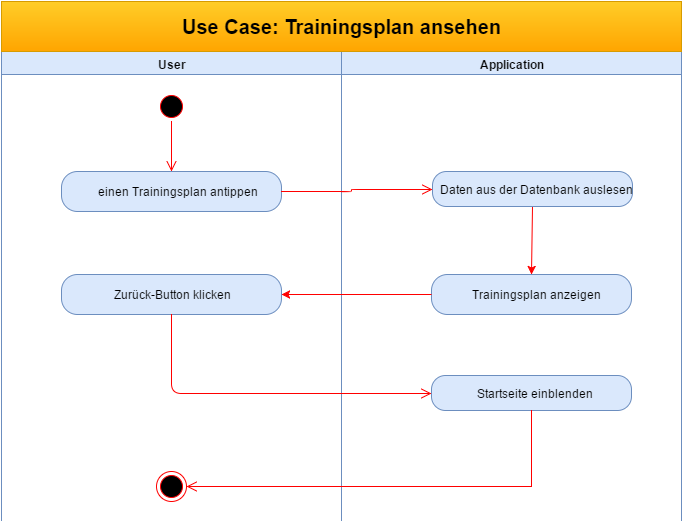 Use Case: Trainingsplan ansehen
User
Application
einen Trainingsplan antippen
Daten aus der Datenbank auslesen
Zurück-Button klicken
Trainingsplan anzeigen
Startseite einblenden